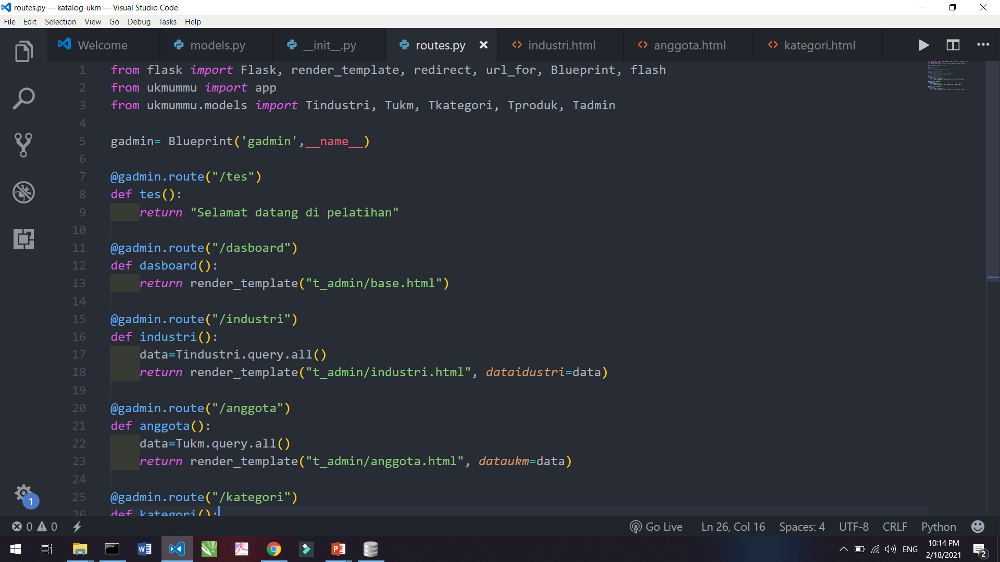 routes.py — katalog-ukm — Visual Studio Code
File Edit Selection View Go Debug Tasks Help
Welcome models.py __init__.py routes.py industri.html anggota.html kategori.html
1 from flask import Flask, render_template, redirect, url_for, Blueprint, flash
2 from ukmummu import app
3 from ukmummu.models import Tindustri, Tukm, Tkategori, Tproduk, Tadmin
4
5 gadmin= Blueprint('gadmin',__name__)
6
7 @gadmin.route("/tes")
8 def tes():
9 return "Selamat datang di pelatihan"
10
11 @gadmin.route("/dasboard")
12 def dasboard():
13 return render_template("t_admin/base.html")
14
15 @gadmin.route("/industri")
16 def industri():
17 data=Tindustri.query.all()
18 return render_template("t_admin/industri.html", dataidustri=data)
19
20 @gadmin.route("/anggota")
21 def anggota():
22 data=Tukm.query.all()
23 return render_template("t_admin/anggota.html", dataukm=data)
24
25 @gadmin.route("/kategori")
26 def kategori():
1
0 0 Go Live Ln 26, Col 16 Spaces: 4 UTF-8 CRLF Python
ENG 10:14 PM
2/18/2021
2